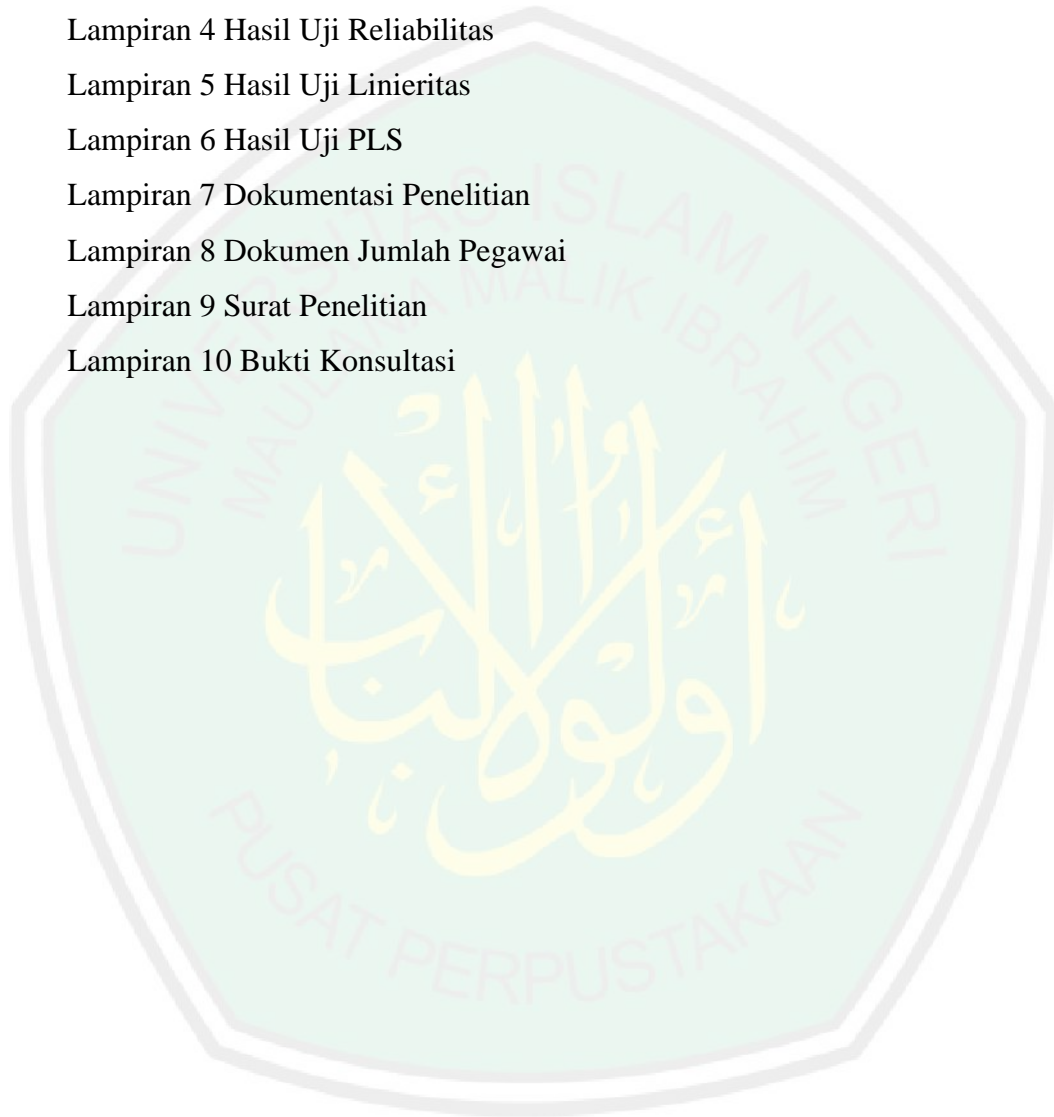 Lampiran 4 Hasil Uji Reliabilitas
Lampiran 5 Hasil Uji Linieritas
Lampiran 6 Hasil Uji PLS
Lampiran 7 Dokumentasi Penelitian
Lampiran 8 Dokumen Jumlah Pegawai
Lampiran 9 Surat Penelitian
Lampiran 10 Bukti Konsultasi
UNIVERSITAS ISLAM NEGERI
MAULANA MALIK IBRAHIM
أولوا الألباب
PUSAT PERPUSTAKAAN